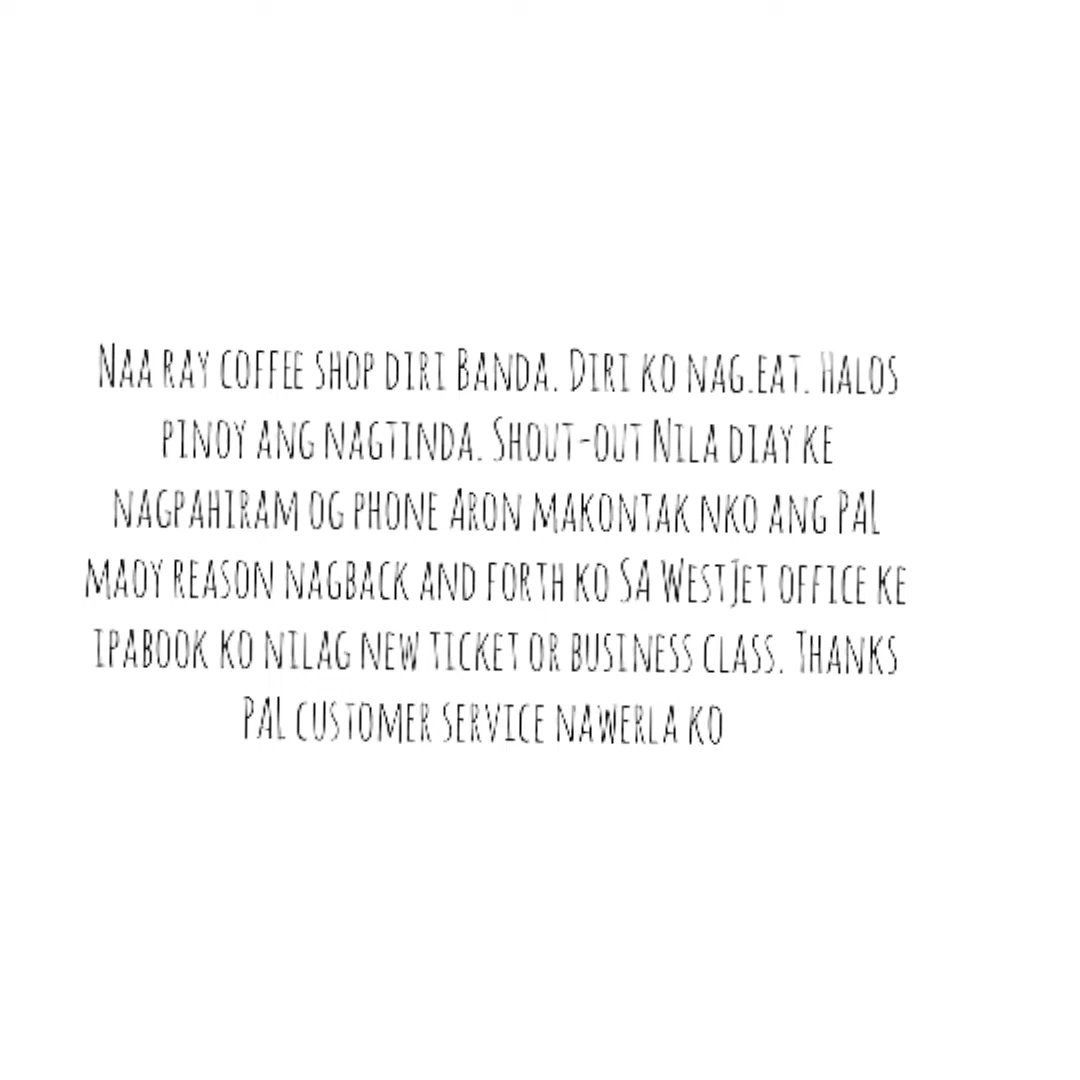 Naa ray coffee shop diri Banda. Diri ko nag.eat. Halos
pinoy ang nagtinda. Shout-out Nila diay ke
nagpahiram og phone Aron makontak nko ang PAL
maoy reason nagback and forth ko SA WestJet office ke
ipabook ko nilag new ticket or business class. Thanks
PAL customer service nawerla ko